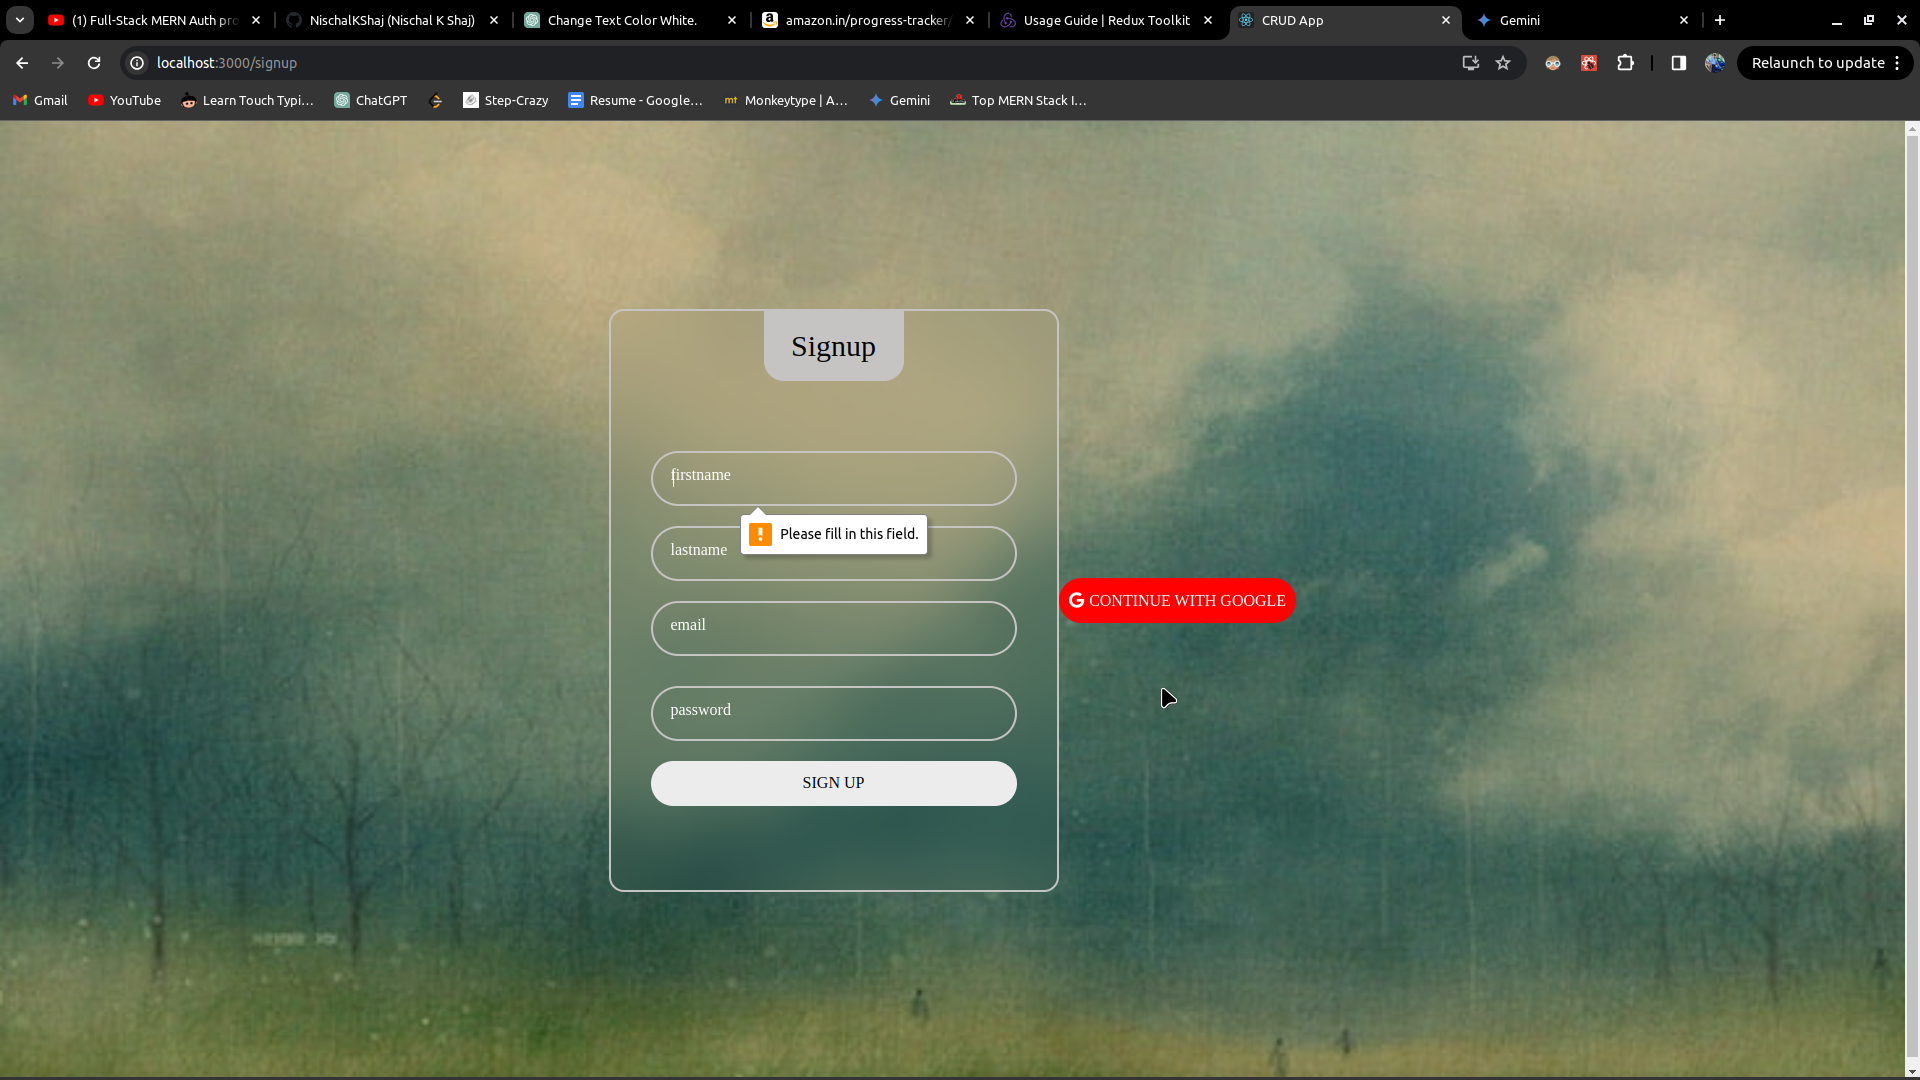 (1) Full-Stack MERN Auth pro
NischalKShaj (Nischal K Shaj)
Change Text Color White.
amazon.in/progress-tracker/
Usage Guide | Redux Toolkit
CRUD App
Gemini
localhost:3000/signup
Relaunch to update
Gmail
YouTube
Learn Touch Typi…
ChatGPT
Step-Crazy
Resume - Google…
mt
Monkeytype | A…
Gemini
Top MERN Stack I…
Signup
firstname
Please fill in this field.
lastname
CONTINUE WITH GOOGLE
email
password
SIGN UP